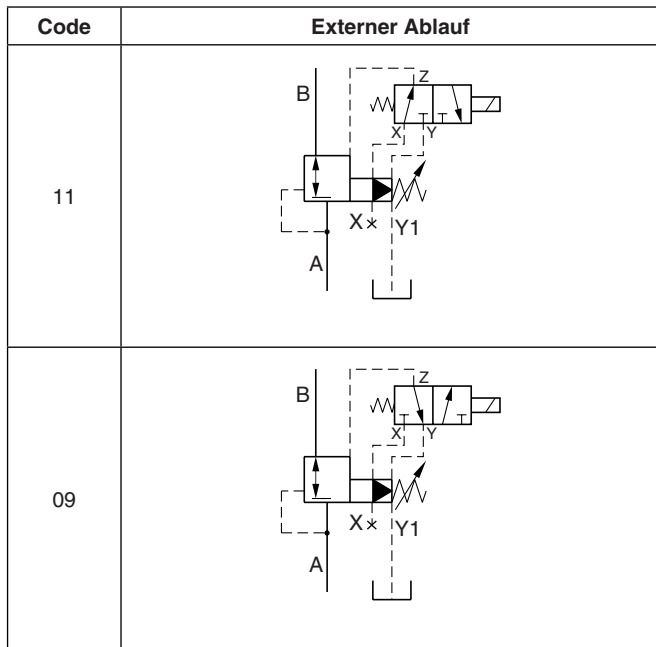 Code Externer Ablauf
11
Z
B
X Y
X Y1
A
09
Z
B
X Y
X Y1
A